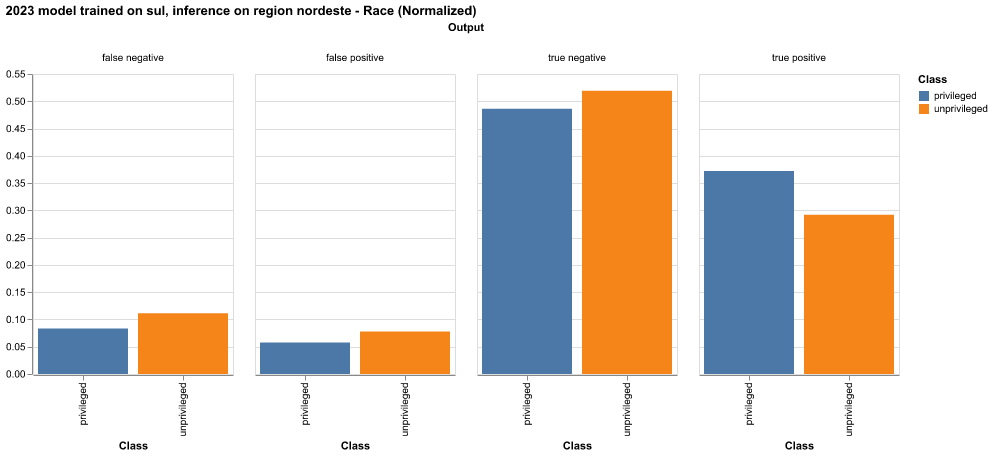 2023 model trained on sul, inference on region nordeste - Race (Normalized)
Output
false negative
false positive
true negative
true positive
0.55
0.50
0.45
0.40
0.35
0.30
0.25
0.20
0.15
0.10
0.05
0.00
privileged
unprivileged
privileged
unprivileged
privileged
unprivileged
privileged
unprivileged
Class
Class
Class
Class
Class
privileged
unprivileged